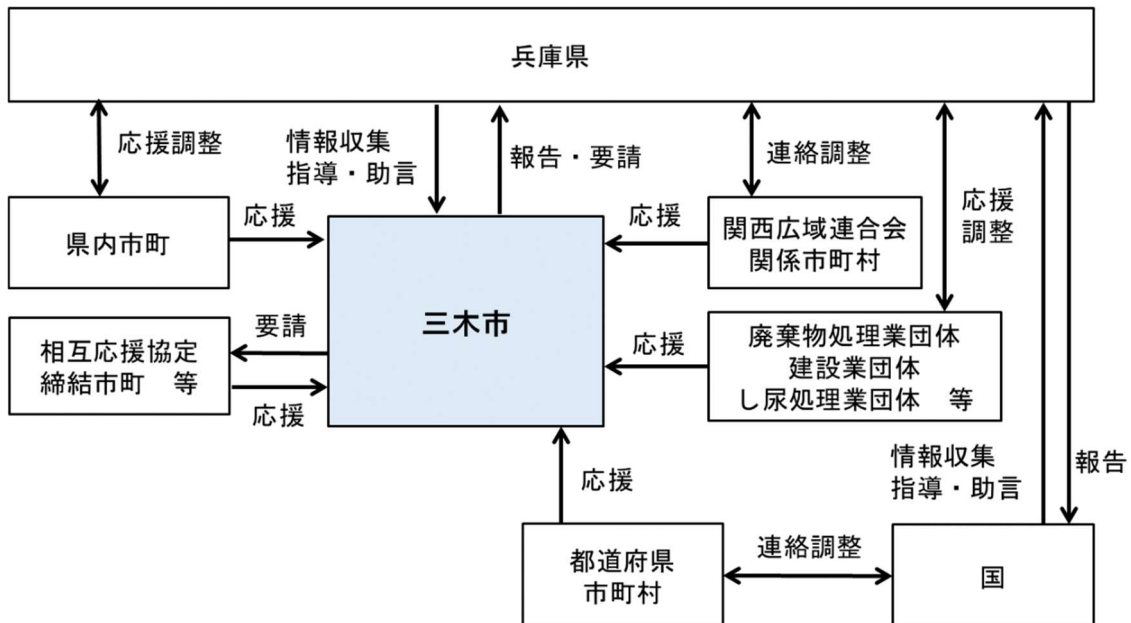 兵庫県
応援調整
情報収集
指導・助言
報告・要請
連絡調整
応援
調整
県内市町
応援
応援
関西広域連合会
関係市町村
三木市
相互応援協定
締結市町　等
要請
応援
応援
廃棄物処理業団体
建設業団体
し尿処理業団体　等
応援
情報収集
指導・助言
報告
都道府県
市町村
連絡調整
国